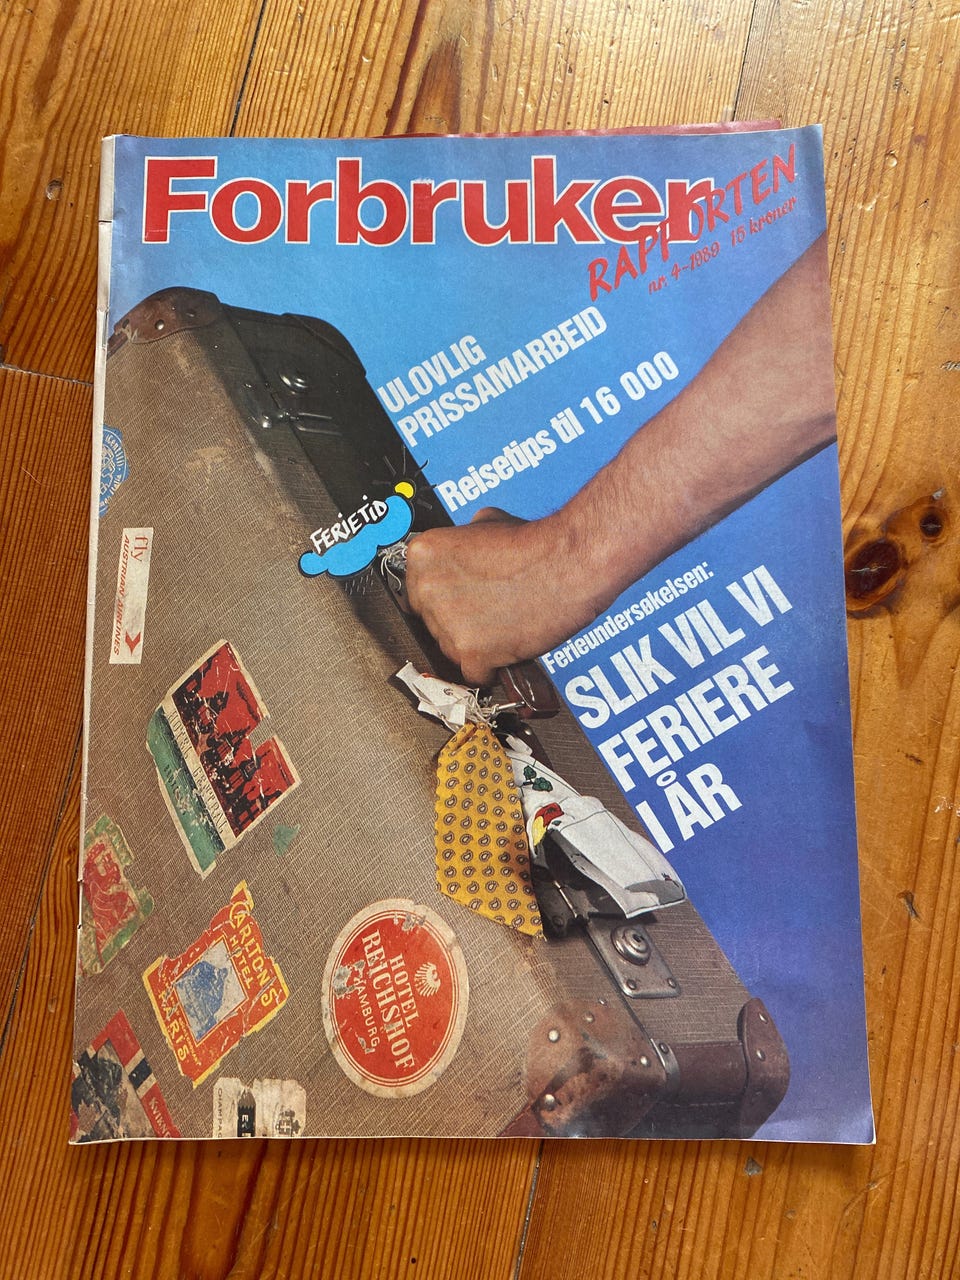 Forbruker
RAPPORTEN
nr. 4-1989 15 kroner
ULOVLIG
PRISSAMARBEID
Reisetips til 16 000
FERIETID
Ferieundersøkelsen:
SLIK VIL VI
FERIERE
I ÅR
fly
AUSTRIAN AIRLINES
CARLTON'S
HOTEL
PARIS
HOTEL
REICHSHOF
HAMBURG